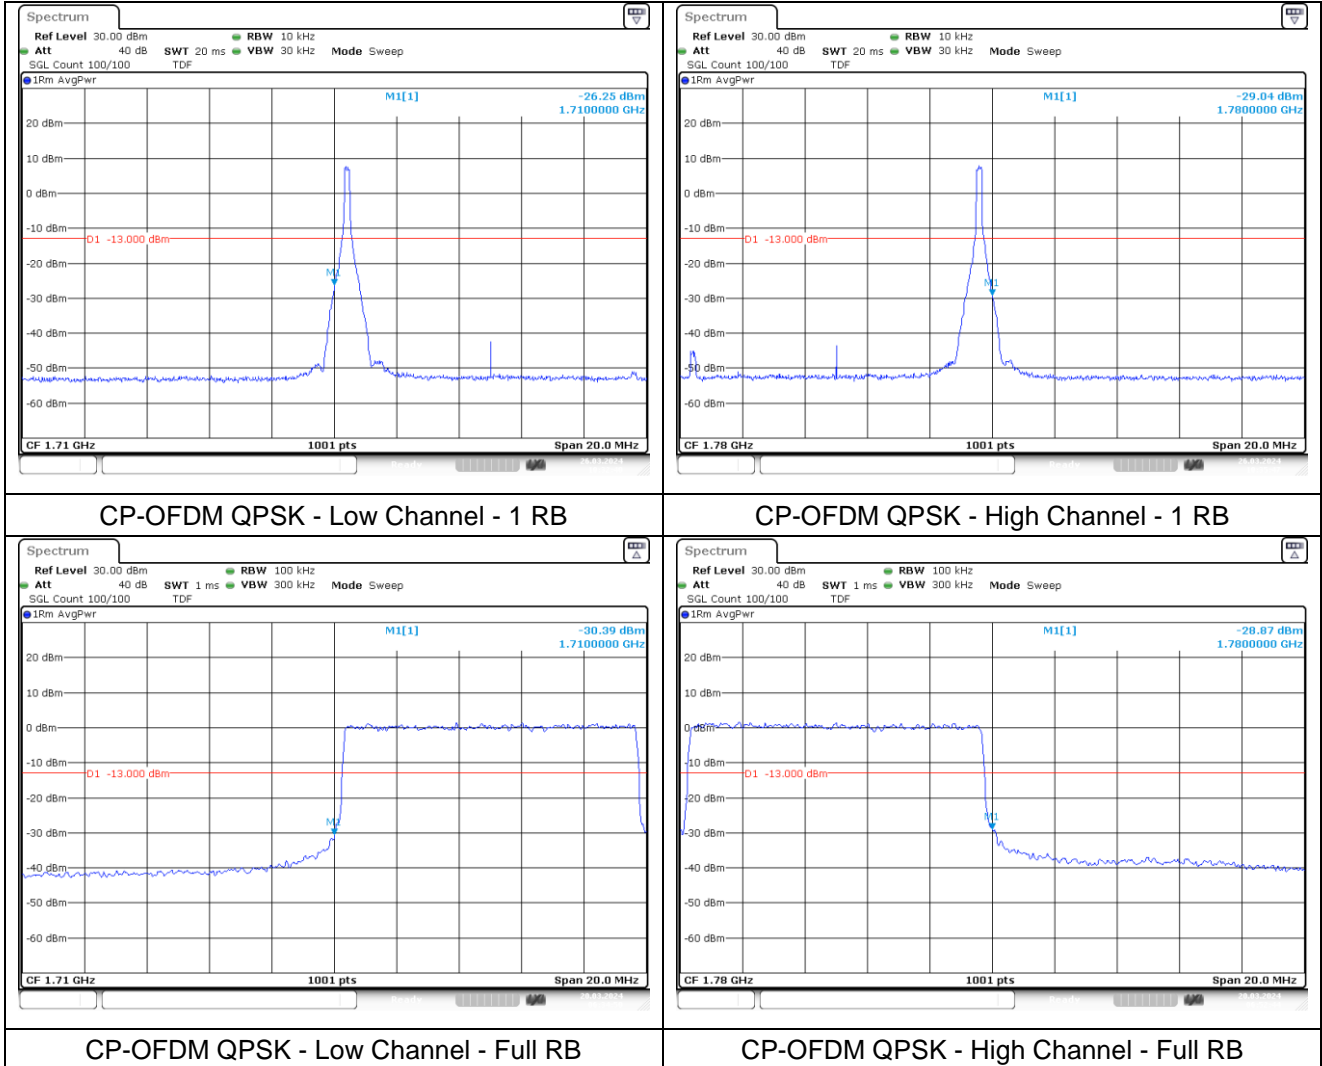 Spectrum
Ref Level 30.00 dBm RBW 10 kHz
Att 40 dB SWT 20 ms VBW 30 kHz Mode Sweep
SGL Count 100/100 TDF
1Rm AvgPwr
M1[1] -26.25 dBm
1.7100000 GHz
20 dBm
10 dBm
0 dBm
-10 dBm
D1 -13.000 dBm
-20 dBm
M1
-30 dBm
-40 dBm
-50 dBm
-60 dBm
CF 1.71 GHz 1001 pts Span 20.0 MHz
Ready
CP-OFDM QPSK - Low Channel - 1 RB
Spectrum
Ref Level 30.00 dBm RBW 10 kHz
Att 40 dB SWT 20 ms VBW 30 kHz Mode Sweep
SGL Count 100/100 TDF
1Rm AvgPwr
M1[1] -29.04 dBm
1.7800000 GHz
20 dBm
10 dBm
0 dBm
-10 dBm
D1 -13.000 dBm
-20 dBm
M1
-30 dBm
-40 dBm
-50 dBm
-60 dBm
CF 1.78 GHz 1001 pts Span 20.0 MHz
Ready
CP-OFDM QPSK - High Channel - 1 RB
Spectrum
Ref Level 30.00 dBm RBW 100 kHz
Att 40 dB SWT 1 ms VBW 300 kHz Mode Sweep
SGL Count 100/100 TDF
1Rm AvgPwr
M1[1] -30.39 dBm
1.7100000 GHz
20 dBm
10 dBm
0 dBm
-10 dBm
D1 -13.000 dBm
-20 dBm
M1
-30 dBm
-40 dBm
-50 dBm
-60 dBm
CF 1.71 GHz 1001 pts Span 20.0 MHz
Ready
CP-OFDM QPSK - Low Channel - Full RB
Spectrum
Ref Level 30.00 dBm RBW 100 kHz
Att 40 dB SWT 1 ms VBW 300 kHz Mode Sweep
SGL Count 100/100 TDF
1Rm AvgPwr
M1[1] -28.87 dBm
1.7800000 GHz
20 dBm
10 dBm
0 dBm
-10 dBm
D1 -13.000 dBm
-20 dBm
M1
-30 dBm
-40 dBm
-50 dBm
-60 dBm
CF 1.78 GHz 1001 pts Span 20.0 MHz
Ready
CP-OFDM QPSK - High Channel - Full RB